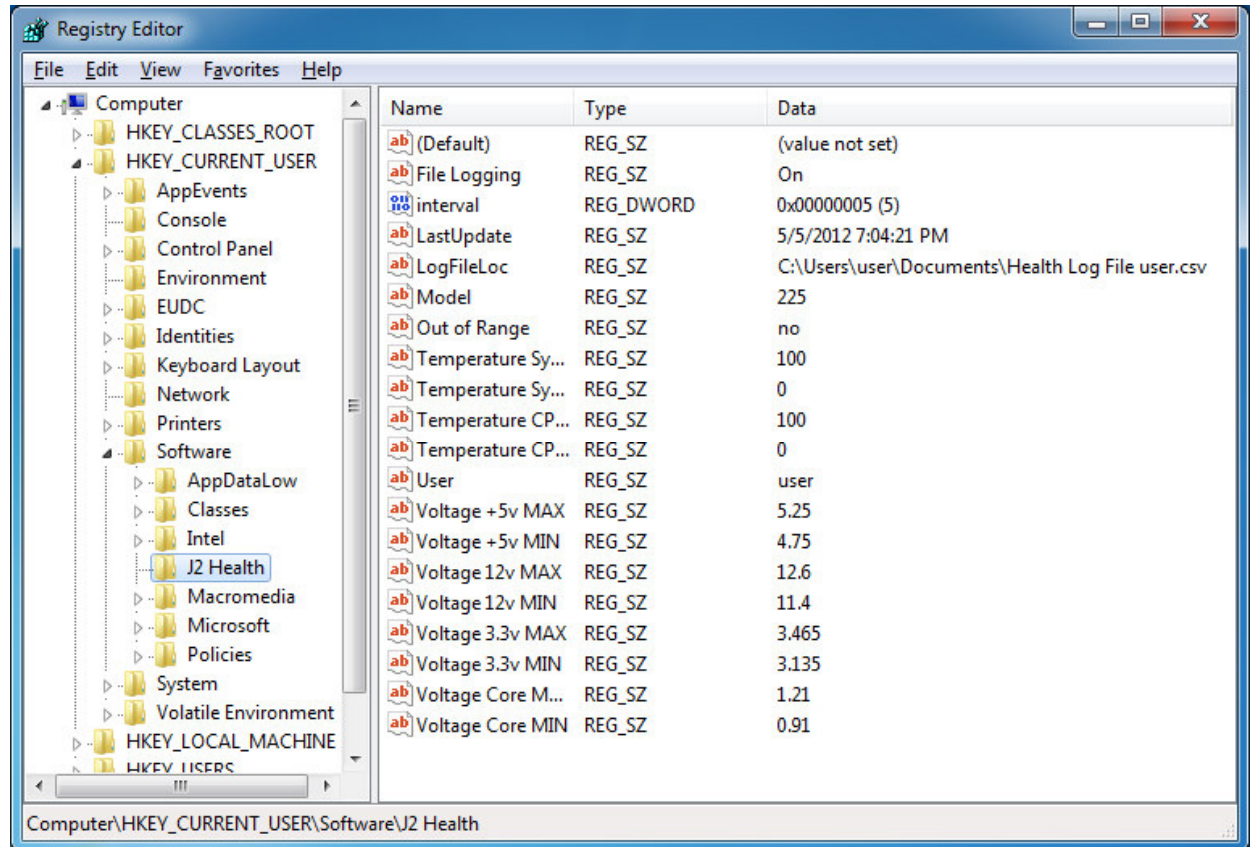 Registry Editor
File Edit View Favorites Help
Computer
HKEY_CLASSES_ROOT
HKEY_CURRENT_USER
AppEvents
Console
Control Panel
Environment
EUDC
Identities
Keyboard Layout
Network
Printers
Software
AppDataLow
Classes
Intel
J2 Health
Macromedia
Microsoft
Policies
System
Volatile Environment
HKEY_LOCAL_MACHINE
HKEY_USERS
Name Type Data
(Default) REG_SZ (value not set)
File Logging REG_SZ On
interval REG_DWORD 0x00000005 (5)
LastUpdate REG_SZ 5/5/2012 7:04:21 PM
LogFileLoc REG_SZ C:\Users\user\Documents\Health Log File user.csv
Model REG_SZ 225
Out of Range REG_SZ no
Temperature Sy... REG_SZ 100
Temperature Sy... REG_SZ 0
Temperature CP... REG_SZ 100
Temperature CP... REG_SZ 0
User REG_SZ user
Voltage +5v MAX REG_SZ 5.25
Voltage +5v MIN REG_SZ 4.75
Voltage 12v MAX REG_SZ 12.6
Voltage 12v MIN REG_SZ 11.4
Voltage 3.3v MAX REG_SZ 3.465
Voltage 3.3v MIN REG_SZ 3.135
Voltage Core M... REG_SZ 1.21
Voltage Core MIN REG_SZ 0.91
Computer\HKEY_CURRENT_USER\Software\J2 Health